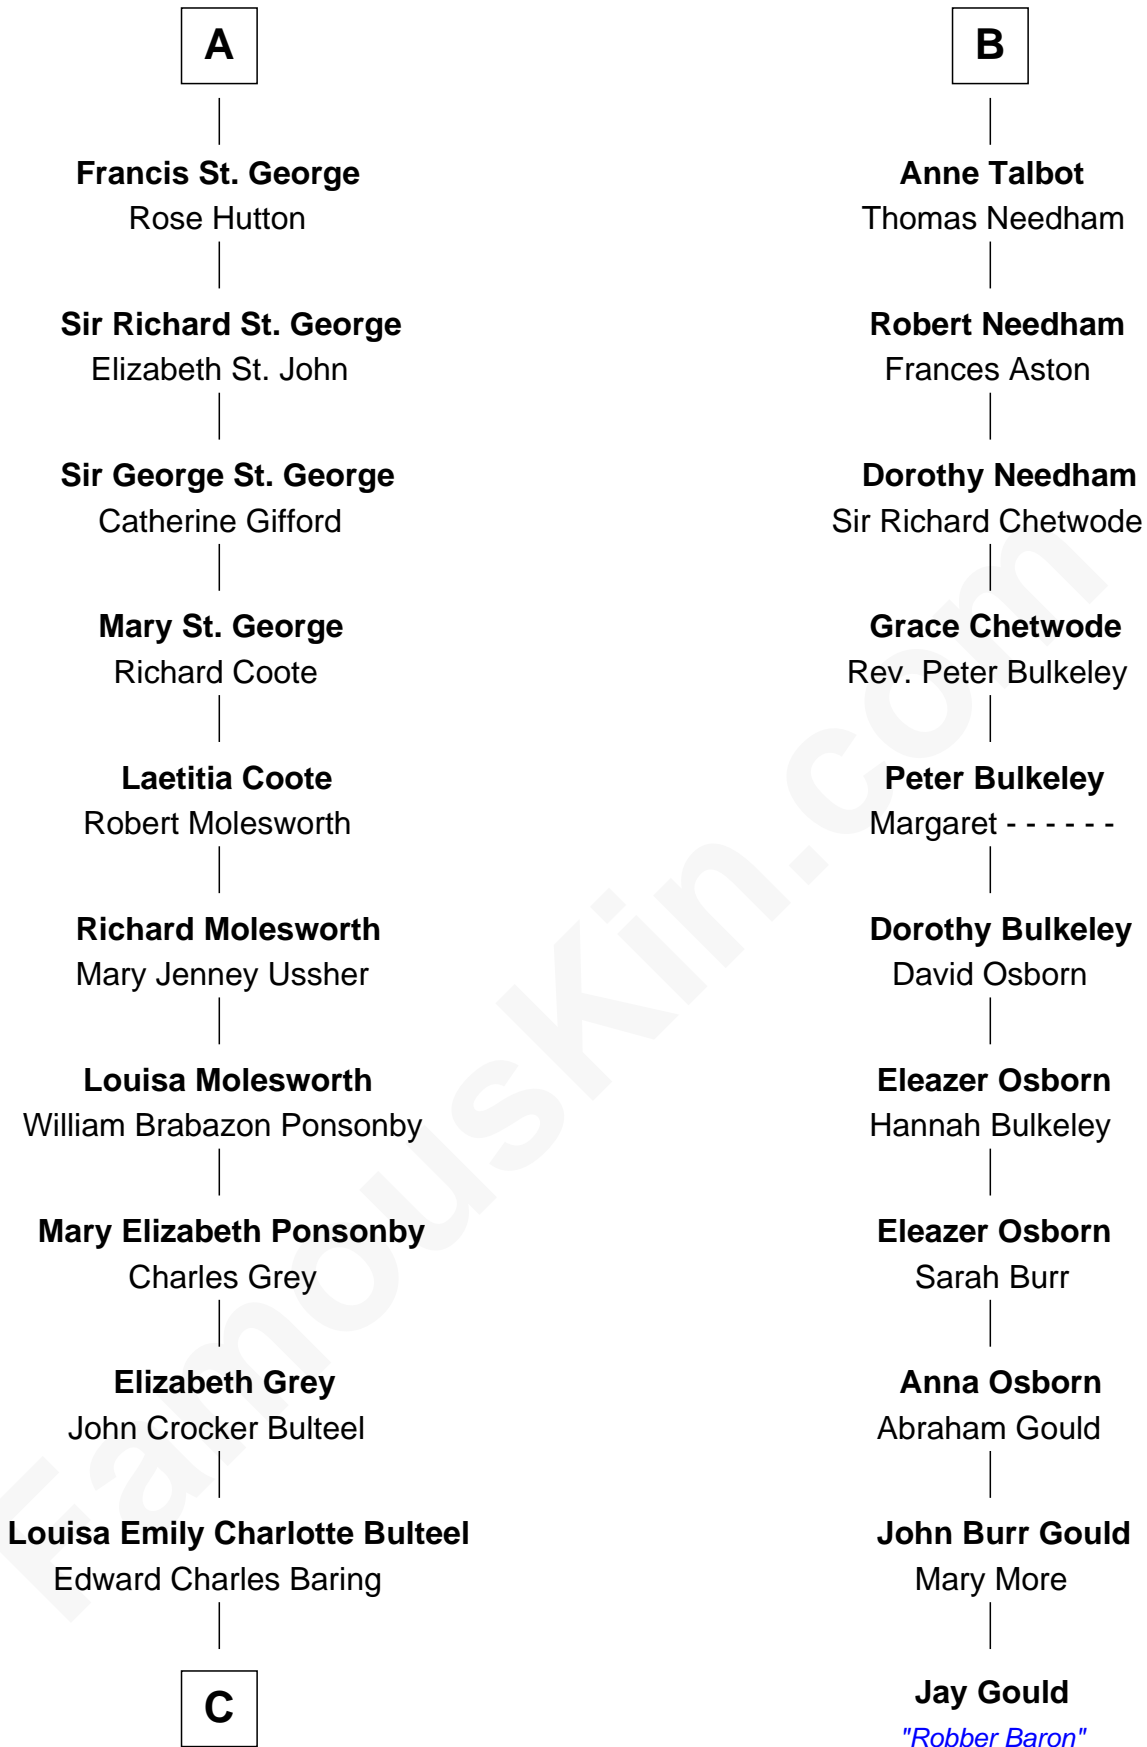 A
Francis St. George
Rose Hutton
Sir Richard St. George
Elizabeth St. John
Sir George St. George
Catherine Gifford
Mary St. George
Richard Coote
Laetitia Coote
Robert Molesworth
Richard Molesworth
Mary Jenney Ussher
Louisa Molesworth
William Brabazon Ponsonby
Mary Elizabeth Ponsonby
Charles Grey
Elizabeth Grey
John Crocker Bulteel
Louisa Emily Charlotte Bulteel
Edward Charles Baring
C
B
Anne Talbot
Thomas Needham
Robert Needham
Frances Aston
Dorothy Needham
Sir Richard Chetwode
Grace Chetwode
Rev. Peter Bulkeley
Peter Bulkeley
Margaret - - - - - -
Dorothy Bulkeley
David Osborn
Eleazer Osborn
Hannah Bulkeley
Eleazer Osborn
Sarah Burr
Anna Osborn
Abraham Gould
John Burr Gould
Mary More
Jay Gould
"Robber Baron"
FamousKin.com